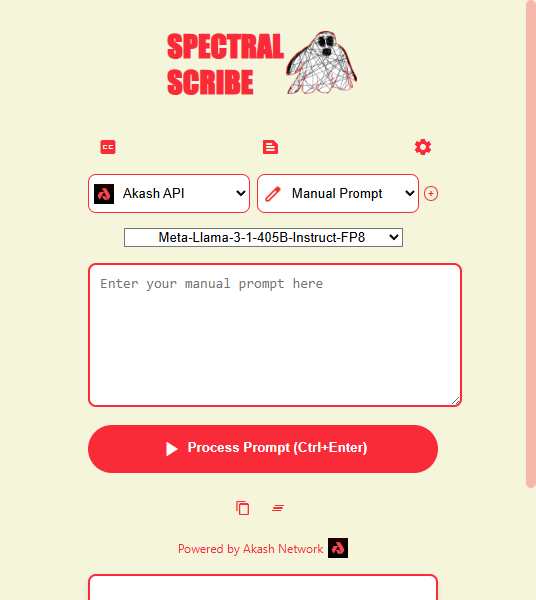 SPECTRAL
SCRIBE
CC
Akash API
Manual Prompt
Meta-Llama-3-1-405B-Instruct-FP8
Enter your manual prompt here
Process Prompt (Ctrl+Enter)
Powered by Akash Network